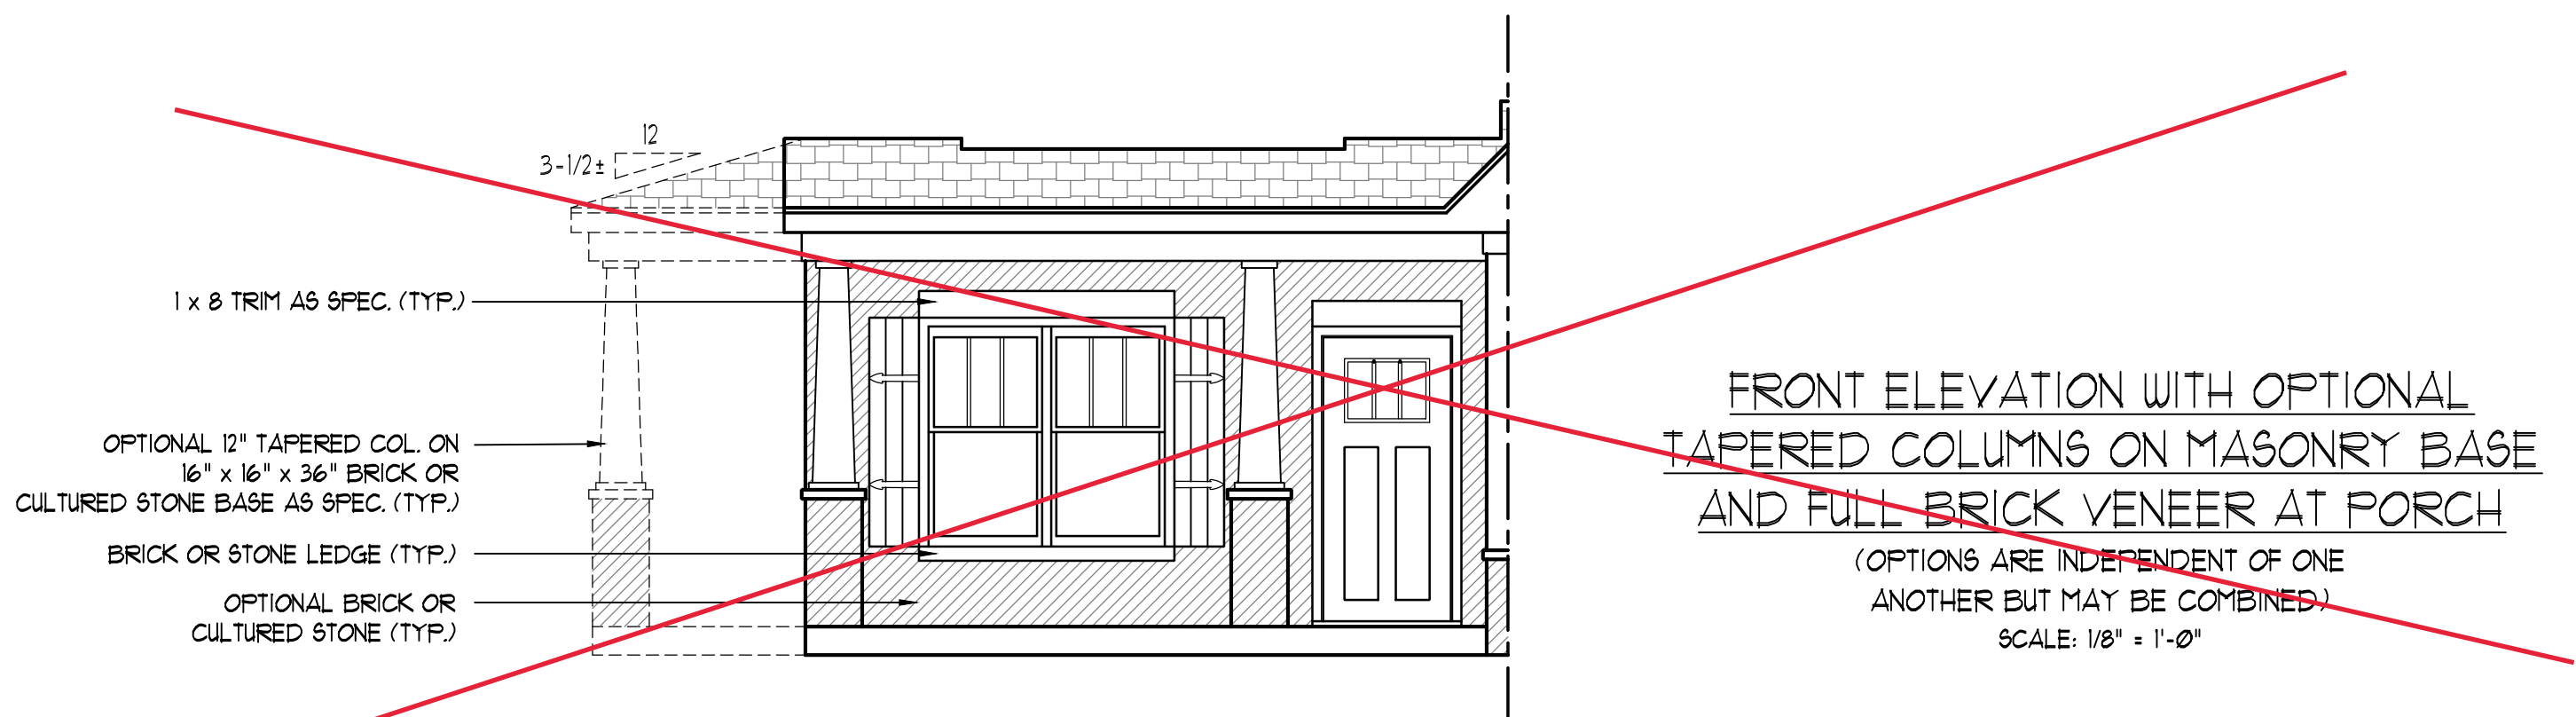 12
3-1/2±
1 x 8 TRIM AS SPEC. (TYP.)
OPTIONAL 12" TAPERED COL. ON
16" x 16" x 36" BRICK OR
CULTURED STONE BASE AS SPEC. (TYP.)
BRICK OR STONE LEDGE (TYP.)
OPTIONAL BRICK OR
CULTURED STONE (TYP.)
FRONT ELEVATION WITH OPTIONAL
TAPERED COLUMNS ON MASONRY BASE
AND FULL BRICK VENEER AT PORCH
(OPTIONS ARE INDEPENDENT OF ONE
ANOTHER BUT MAY BE COMBINED)
SCALE: 1/8" = 1'-0"